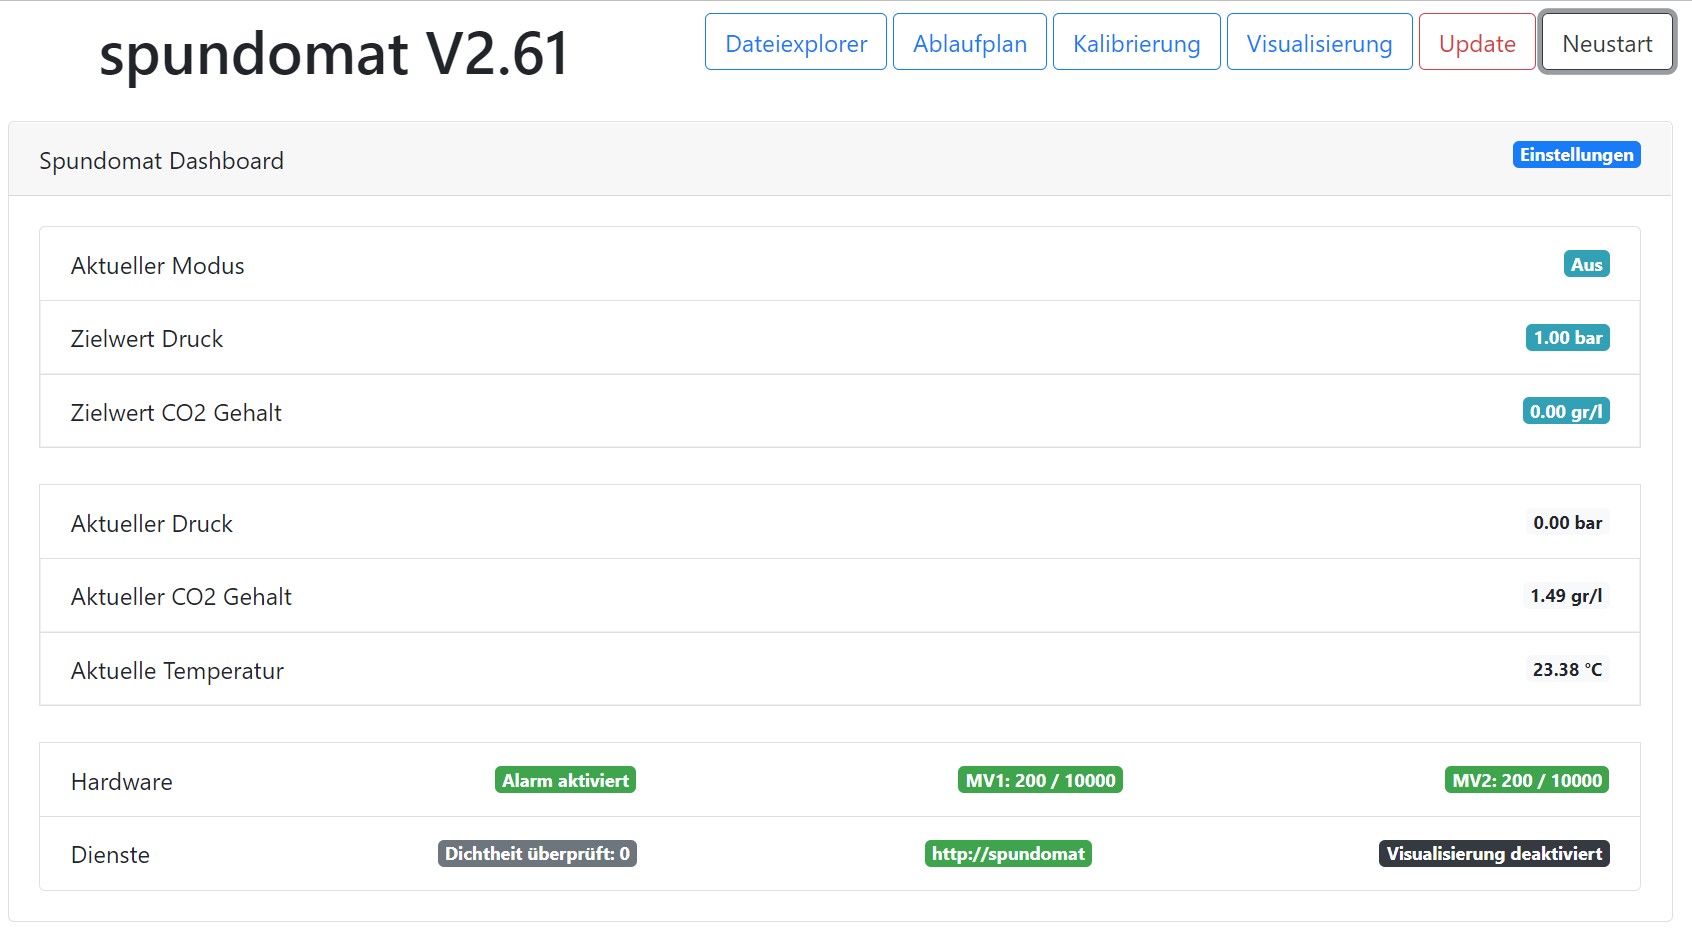 spundomat V2.61
Dateiexplorer Ablaufplan Kalibrierung Visualisierung Update Neustart
Spundomat Dashboard Einstellungen
Aktueller Modus Aus
Zielwert Druck 1.00 bar
Zielwert CO2 Gehalt 0.00 gr/l
Aktueller Druck 0.00 bar
Aktueller CO2 Gehalt 1.49 gr/l
Aktuelle Temperatur 23.38 °C
Hardware Alarm aktiviert MV1: 200 / 10000 MV2: 200 / 10000
Dienste Dichtheit überprüft: 0 http://spundomat Visualisierung deaktiviert